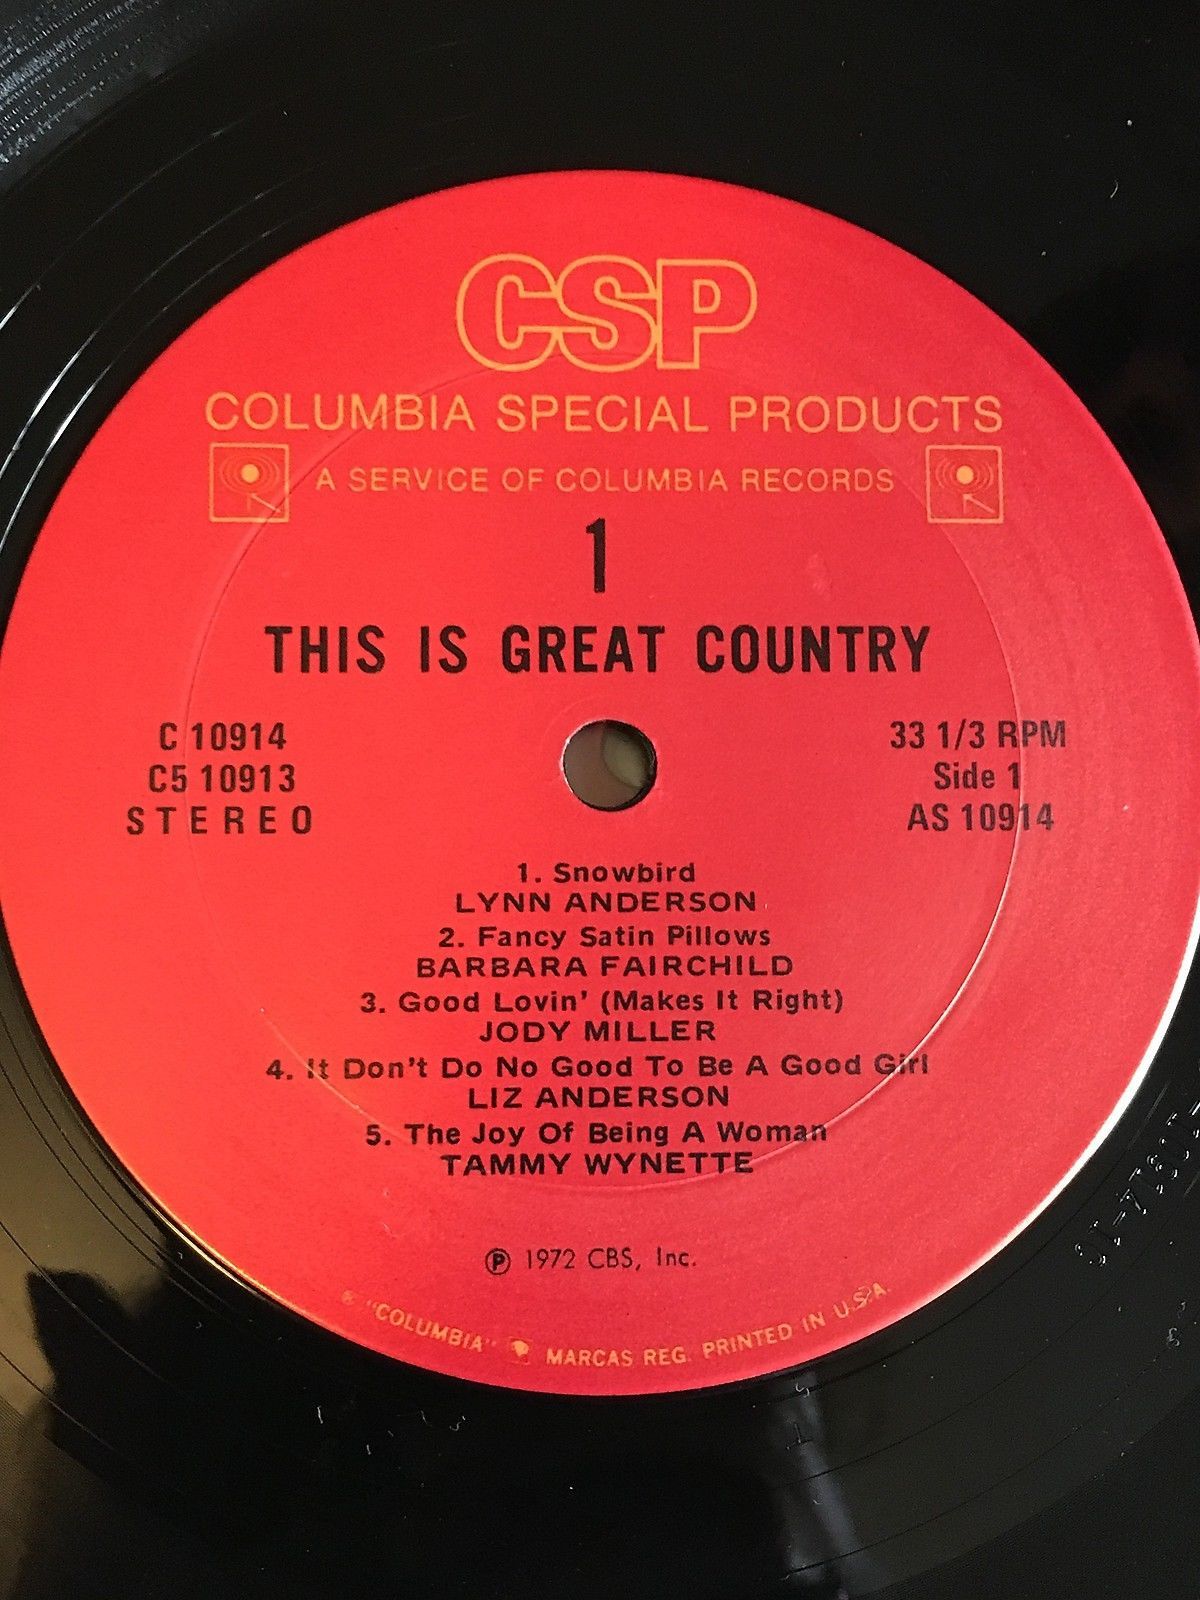 CSP
COLUMBIA SPECIAL PRODUCTS
A SERVICE OF COLUMBIA RECORDS
1
THIS IS GREAT COUNTRY
C 10914
C5 10913
STEREO
33 1/3 RPM
Side 1
AS 10914
1. Snowbird
LYNN ANDERSON
2. Fancy Satin Pillows
BARBARA FAIRCHILD
3. Good Lovin' (Makes It Right)
JODY MILLER
4. It Don't Do No Good To Be A Good Girl
LIZ ANDERSON
5. The Joy Of Being A Woman
TAMMY WYNETTE
Ⓟ 1972 CBS, Inc.
® "COLUMBIA" MARCAS REG. PRINTED IN U.S.A.